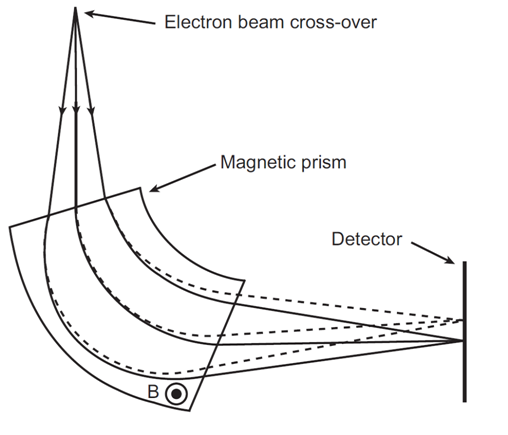 Electron beam cross-over
Magnetic prism
Detector
B